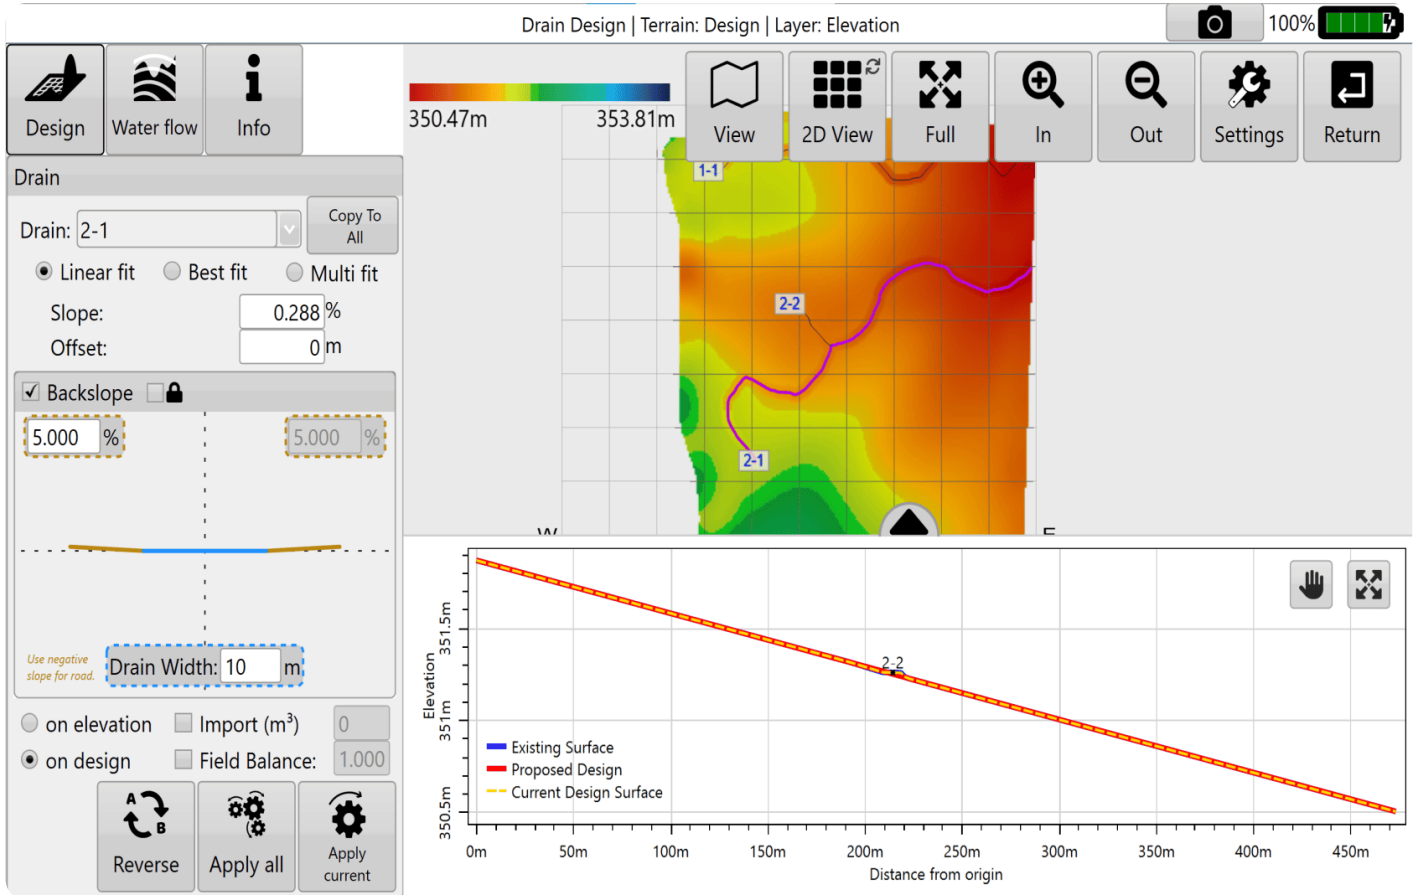 Drain Design | Terrain: Design | Layer: Elevation
100%
Design
Water flow
Info
350.47m
353.81m
View
2D View
Full
In
Out
Settings
Return
Drain
Drain:
2-1
Copy To
All
Linear fit
Best fit
Multi fit
Slope:
0.288 %
Offset:
0 m
Backslope
5.000 %
5.000 %
Use negative
slope for road.
Drain Width: 10 m
on elevation
Import (m³)
0
on design
Field Balance:
1.000
A
B
Reverse
Apply all
Apply
current
1-1
2-2
2-1
W
E
Elevation
351.5m
351m
350.5m
2-2
Existing Surface
Proposed Design
Current Design Surface
0m
50m
100m
150m
200m
250m
300m
350m
400m
450m
Distance from origin